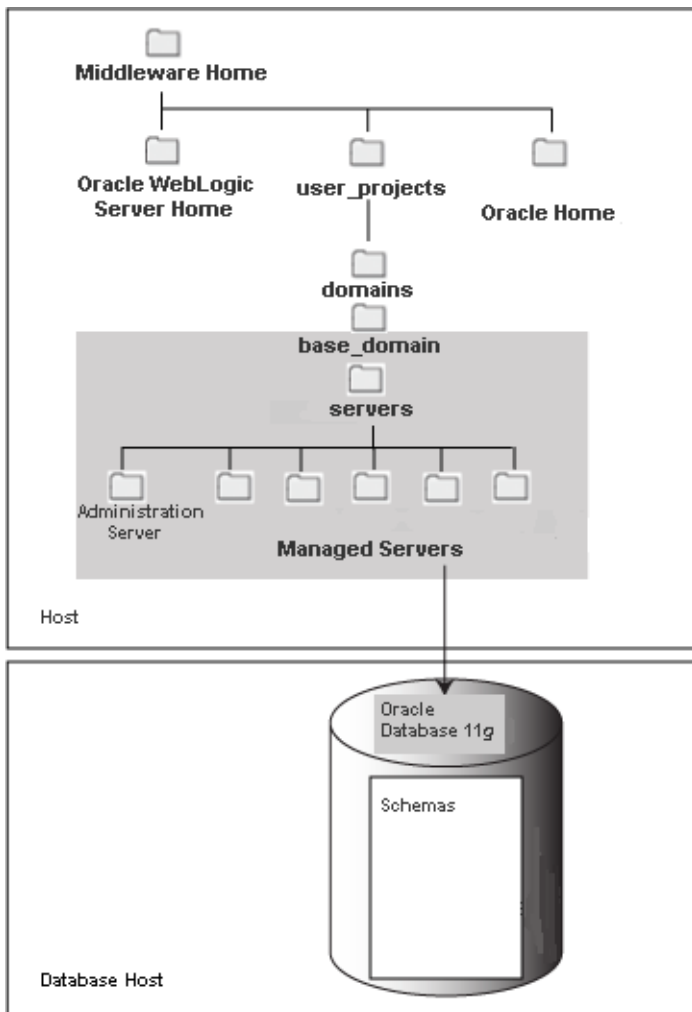 Middleware Home
Oracle WebLogic
Server Home
user_projects
Oracle Home
domains
base_domain
servers
Administration
Server
Managed Servers
Host
Oracle
Database 11g
Schemas
Database Host